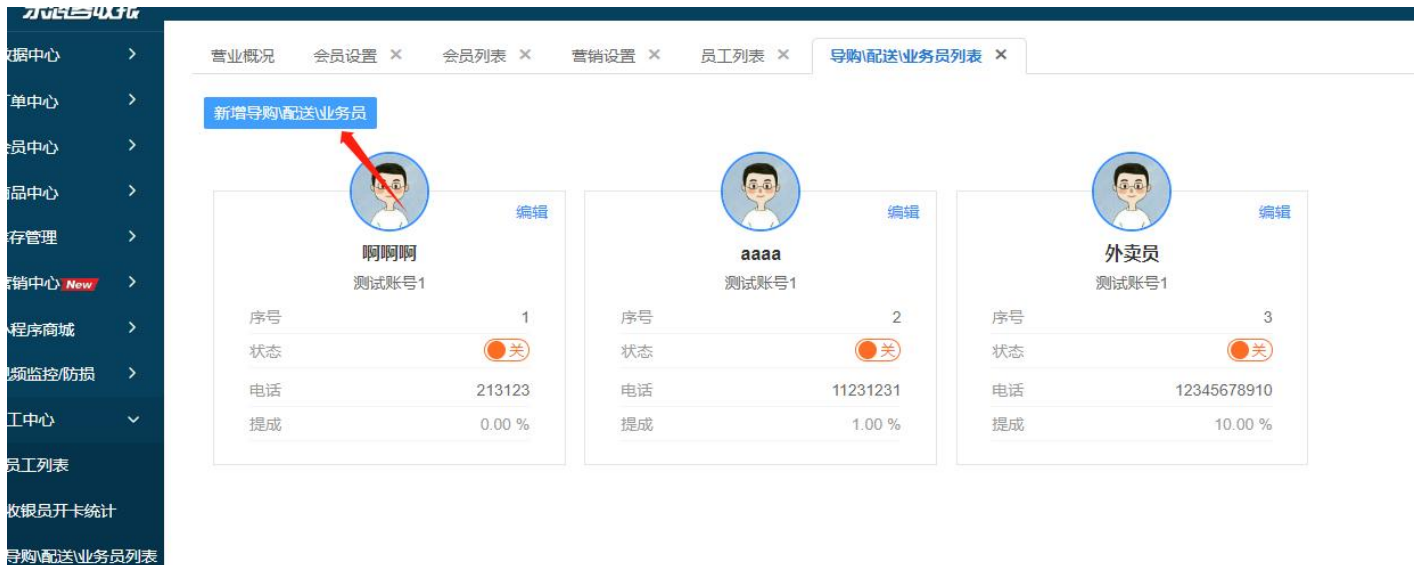 营业概况 会员设置 × 会员列表 × 营销设置 × 员工列表 × 导购\配送\业务员列表 ×
数据中心
订单中心
会员中心
商品中心
库存管理
营销中心 New
小程序商城
视频监控/防损
员工中心
员工列表
收银员开卡统计
导购\配送\业务员列表
新增导购\配送\业务员
编辑
啊啊啊
测试账号1
序号 1
状态 关
电话 213123
提成 0.00 %
编辑
aaaa
测试账号1
序号 2
状态 关
电话 11231231
提成 1.00 %
编辑
外卖员
测试账号1
序号 3
状态 关
电话 12345678910
提成 10.00 %